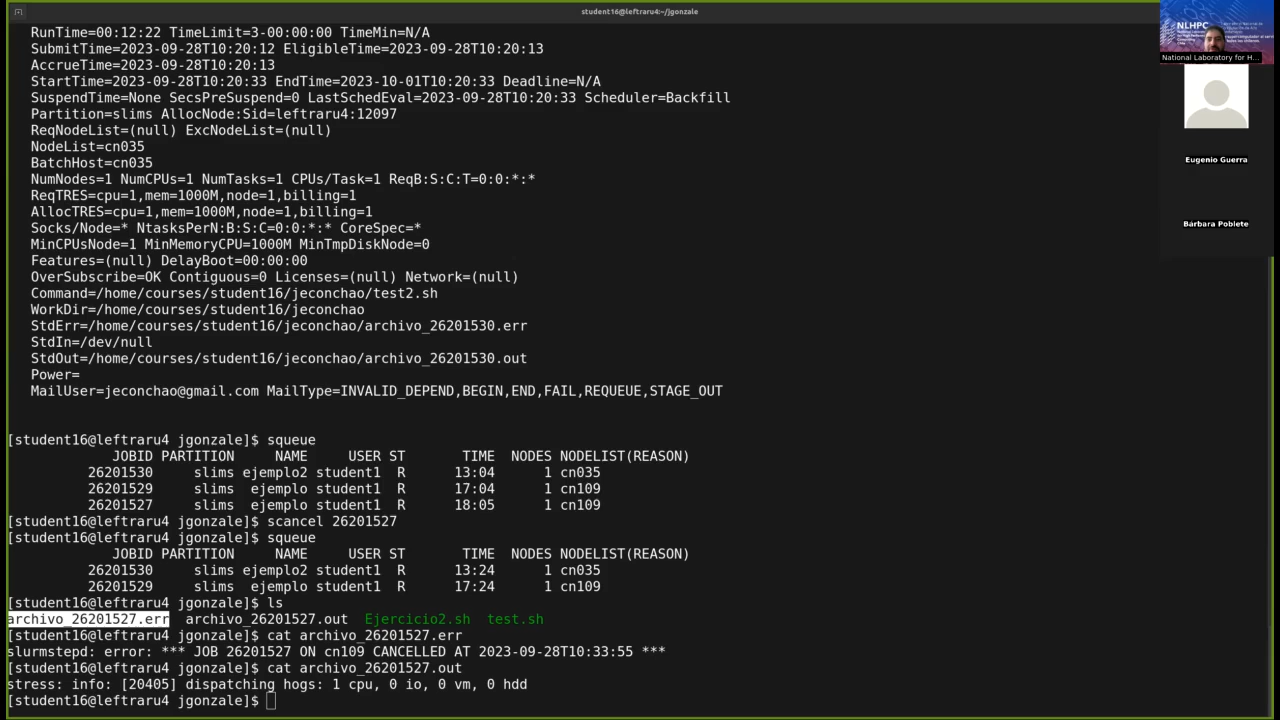 student16@leftraru4:~/jgonzale
RunTime=00:12:22 TimeLimit=3-00:00:00 TimeMin=N/A
SubmitTime=2023-09-28T10:20:12 EligibleTime=2023-09-28T10:20:13
AccrueTime=2023-09-28T10:20:13
StartTime=2023-09-28T10:20:33 EndTime=2023-10-01T10:20:33 Deadline=N/A
SuspendTime=None SecsPreSuspend=0 LastSchedEval=2023-09-28T10:20:33 Scheduler=Backfill
Partition=slims AllocNode:Sid=leftraru4:12097
ReqNodeList=(null) ExcNodeList=(null)
NodeList=cn035
BatchHost=cn035
NumNodes=1 NumCPUs=1 NumTasks=1 CPUs/Task=1 ReqB:S:C:T=0:0:*:*
ReqTRES=cpu=1,mem=1000M,node=1,billing=1
AllocTRES=cpu=1,mem=1000M,node=1,billing=1
Socks/Node=* NtasksPerN:B:S:C=0:0:*:* CoreSpec=*
MinCPUsNode=1 MinMemoryCPU=1000M MinTmpDiskNode=0
Features=(null) DelayBoot=00:00:00
OverSubscribe=OK Contiguous=0 Licenses=(null) Network=(null)
Command=/home/courses/student16/jeconchao/test2.sh
WorkDir=/home/courses/student16/jeconchao
StdErr=/home/courses/student16/jeconchao/archivo_26201530.err
StdIn=/dev/null
StdOut=/home/courses/student16/jeconchao/archivo_26201530.out
Power=
MailUser=jeconchao@gmail.com MailType=INVALID_DEPEND,BEGIN,END,FAIL,REQUEUE,STAGE_OUT
[student16@leftraru4 jgonzale]$ squeue
JOBID PARTITION NAME USER ST TIME NODES NODELIST(REASON)
26201530 slims ejemplo2 student1 R 13:04 1 cn035
26201529 slims ejemplo student1 R 17:04 1 cn109
26201527 slims ejemplo student1 R 18:05 1 cn109
[student16@leftraru4 jgonzale]$ scancel 26201527
[student16@leftraru4 jgonzale]$ squeue
JOBID PARTITION NAME USER ST TIME NODES NODELIST(REASON)
26201530 slims ejemplo2 student1 R 13:24 1 cn035
26201529 slims ejemplo student1 R 17:24 1 cn109
[student16@leftraru4 jgonzale]$ ls
archivo_26201527.err archivo_26201527.out Ejercicio2.sh test.sh
[student16@leftraru4 jgonzale]$ cat archivo_26201527.err
slurmstepd: error: *** JOB 26201527 ON cn109 CANCELLED AT 2023-09-28T10:33:55 ***
[student16@leftraru4 jgonzale]$ cat archivo_26201527.out
stress: info: [20405] dispatching hogs: 1 cpu, 0 io, 0 vm, 0 hdd
[student16@leftraru4 jgonzale]$
NLHPC
National Laboratory for H...
Eugenio Guerra
Bárbara Poblete